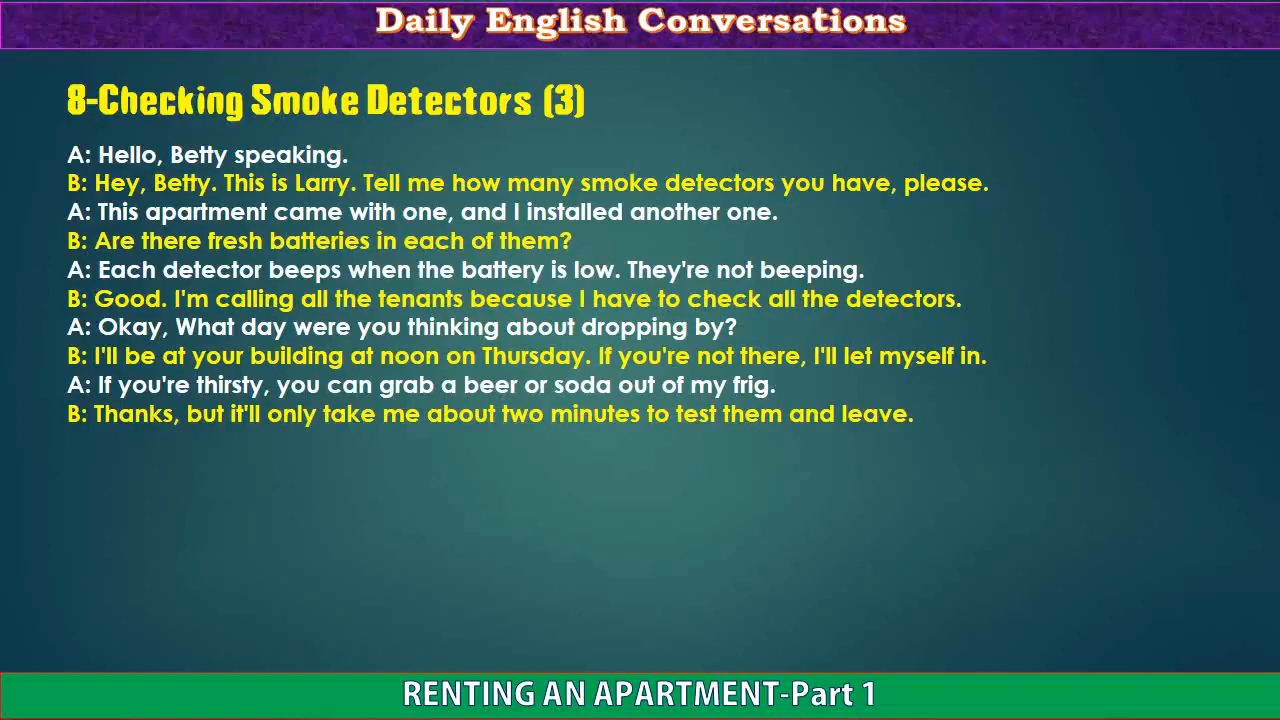 Daily English Conversations
8-Checking Smoke Detectors (3)
A: Hello, Betty speaking.
B: Hey, Betty. This is Larry. Tell me how many smoke detectors you have, please.
A: This apartment came with one, and I installed another one.
B: Are there fresh batteries in each of them?
A: Each detector beeps when the battery is low. They're not beeping.
B: Good. I'm calling all the tenants because I have to check all the detectors.
A: Okay, What day were you thinking about dropping by?
B: I'll be at your building at noon on Thursday. If you're not there, I'll let myself in.
A: If you're thirsty, you can grab a beer or soda out of my frig.
B: Thanks, but it'll only take me about two minutes to test them and leave.
RENTING AN APARTMENT-Part 1